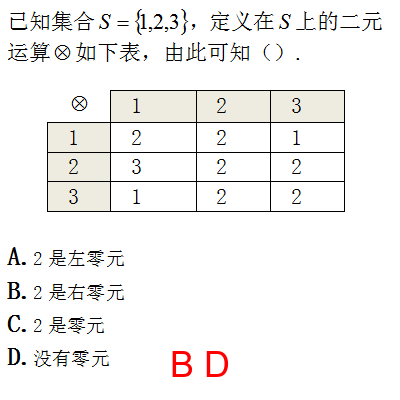 已知集合 S = {1,2,3}，定义在 S 上的二元
运算⊗如下表，由此可知（）.
⊗ 1 2 3
1 2 2 1
2 3 2 2
3 1 2 2
A. 2 是左零元
B. 2 是右零元
C. 2 是零元
D. 没有零元
B D